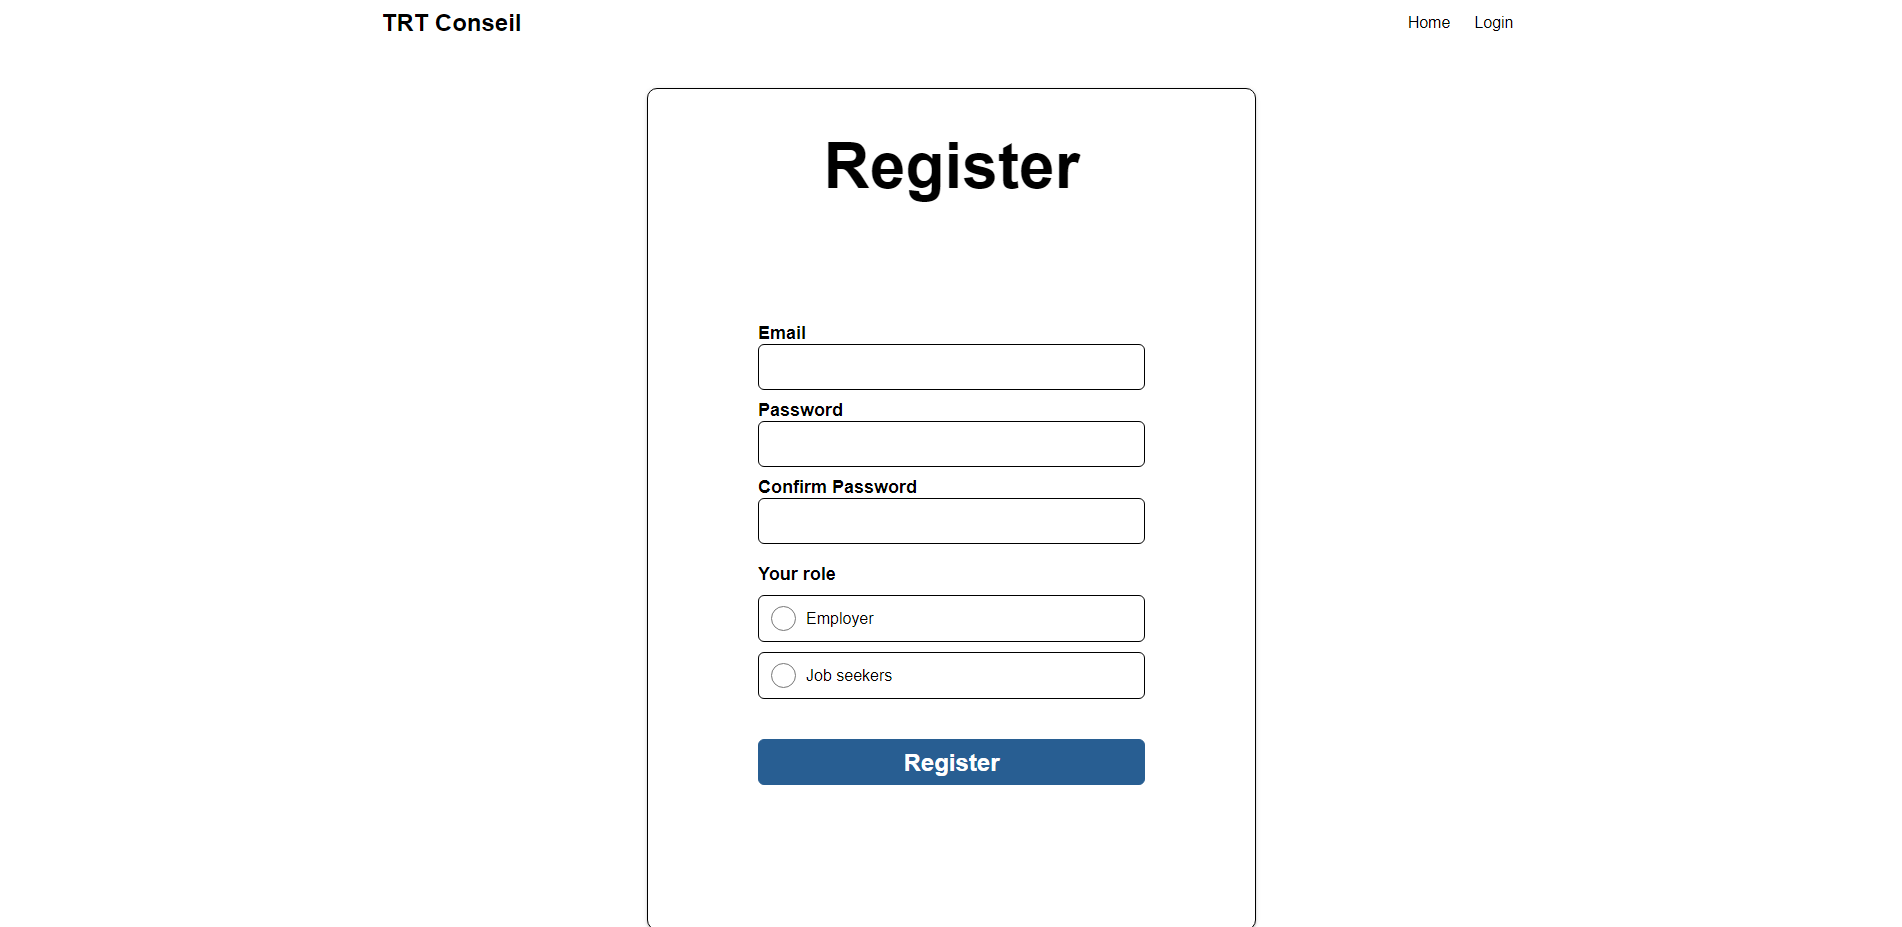 TRT Conseil
Home Login
Register
Email
Password
Confirm Password
Your role
Employer
Job seekers
Register